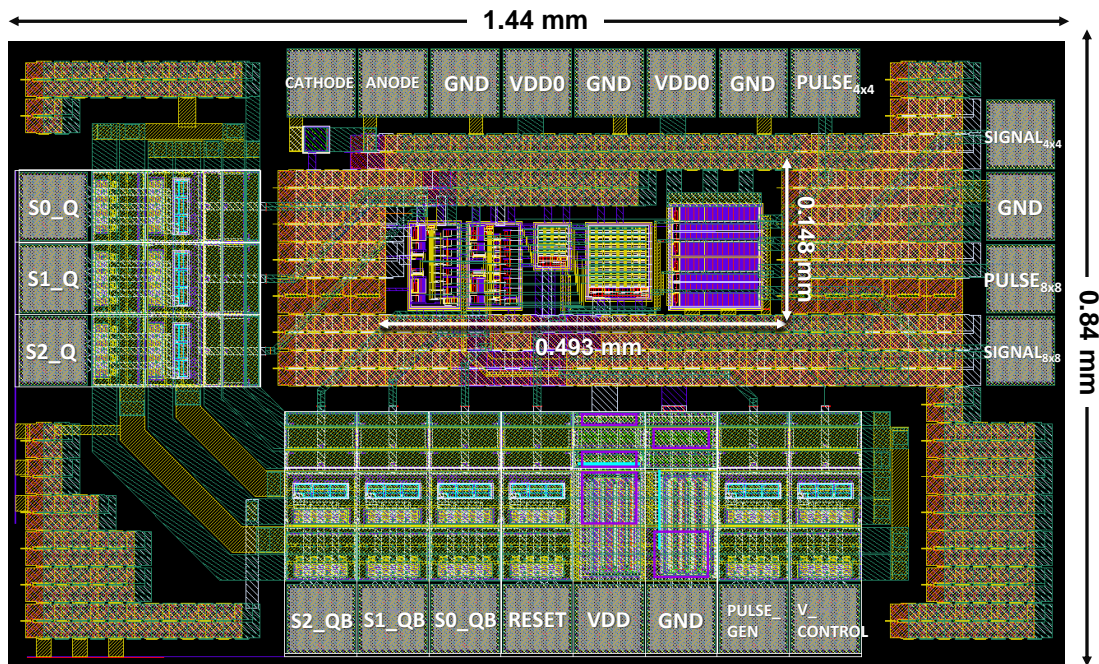 1.44 mm
CATHODE ANODE GND VDD0 GND VDD0 GND PULSE4x4
SIGNAL4x4
S0_Q
GND
0.148 mm
S1_Q
PULSE8x8
0.84 mm
S2_Q
0.493 mm
SIGNAL8x8
S2_QB S1_QB S0_QB RESET VDD GND PULSE_
GEN
V_
CONTROL